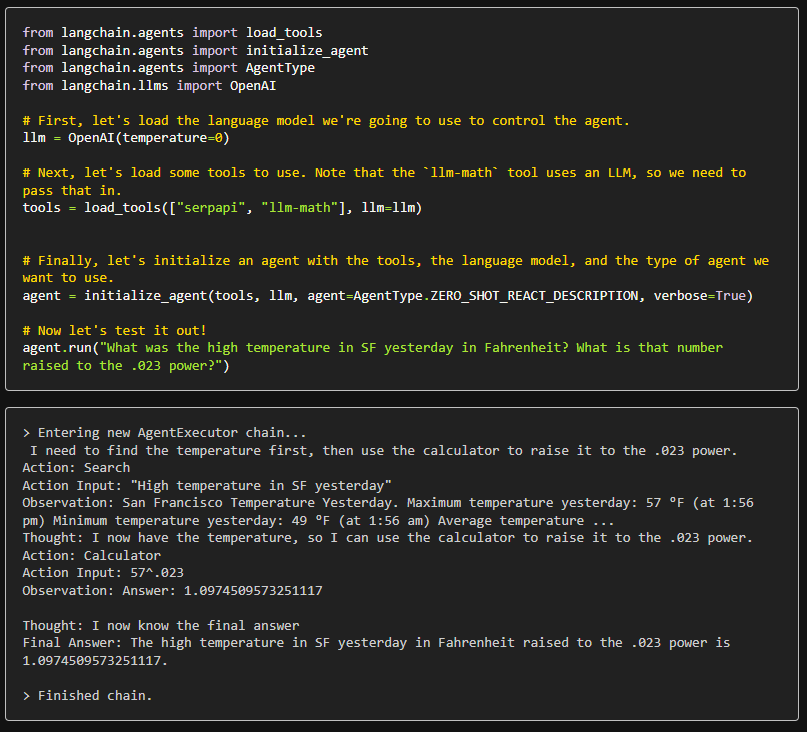 from langchain.agents import load_tools
from langchain.agents import initialize_agent
from langchain.agents import AgentType
from langchain.llms import OpenAI
# First, let's load the language model we're going to use to control the agent.
llm = OpenAI(temperature=0)
# Next, let's load some tools to use. Note that the `llm-math` tool uses an LLM, so we need to
pass that in.
tools = load_tools(["serpapi", "llm-math"], llm=llm)
# Finally, let's initialize an agent with the tools, the language model, and the type of agent we
want to use.
agent = initialize_agent(tools, llm, agent=AgentType.ZERO_SHOT_REACT_DESCRIPTION, verbose=True)
# Now let's test it out!
agent.run("What was the high temperature in SF yesterday in Fahrenheit? What is that number
raised to the .023 power?")
> Entering new AgentExecutor chain...
I need to find the temperature first, then use the calculator to raise it to the .023 power.
Action: Search
Action Input: "High temperature in SF yesterday"
Observation: San Francisco Temperature Yesterday. Maximum temperature yesterday: 57 °F (at 1:56
pm) Minimum temperature yesterday: 49 °F (at 1:56 am) Average temperature ...
Thought: I now have the temperature, so I can use the calculator to raise it to the .023 power.
Action: Calculator
Action Input: 57^.023
Observation: Answer: 1.0974509573251117
Thought: I now know the final answer
Final Answer: The high temperature in SF yesterday in Fahrenheit raised to the .023 power is
1.0974509573251117.
> Finished chain.